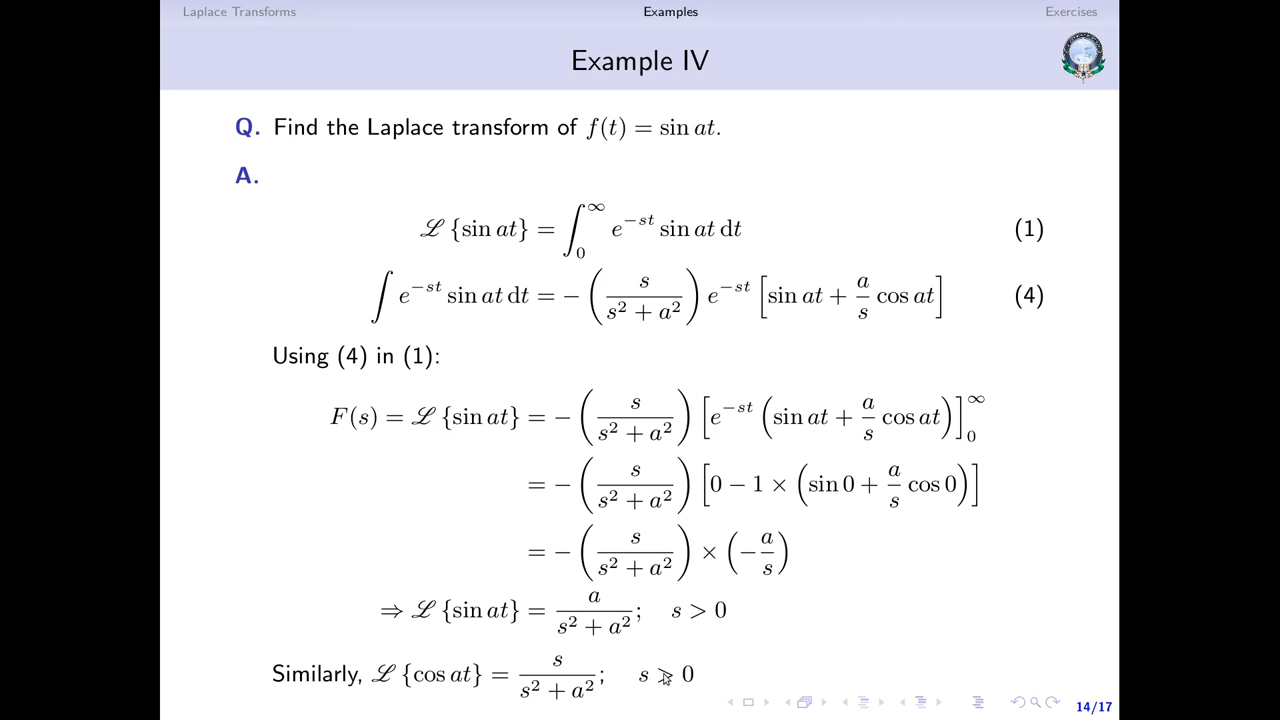 Laplace Transforms Examples Exercises
Example IV
Q. Find the Laplace transform of f(t) = sin at.
A.
ℒ {sin at} = ∫₀^∞ e^{−st} sin at dt (1)
∫ e^{−st} sin at dt = −(s/(s² + a²)) e^{−st} [sin at + (a/s) cos at] (4)
Using (4) in (1):
F(s) = ℒ {sin at} = −(s/(s² + a²)) [e^{−st} (sin at + (a/s) cos at)]₀^∞
= −(s/(s² + a²)) [0 − 1 × (sin 0 + (a/s) cos 0)]
= −(s/(s² + a²)) × (−a/s)
⇒ ℒ {sin at} = a/(s² + a²); s > 0
Similarly, ℒ {cos at} = s/(s² + a²); s > 0
14/17